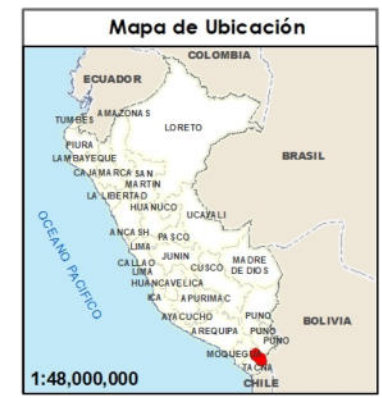 Mapa de Ubicación
COLOMBIA
ECUADOR
TUMBES
AMAZONAS
LORETO
PIURA
LAMBAYEQUE
CAJAMARCA
SAN
MARTIN
BRASIL
LA LIBERTAD
HUANUCO
UCAYALI
ANCASH
PASCO
LIMA
JUNIN
CALLAO
LIMA
CUSCO
MADRE
DE DIOS
HUANCAVELICA
ICA
APURIMAC
AYACUCHO
PUNO
AREQUIPA
PUNO
PUNO
BOLIVIA
MOQUEGUA
TACNA
CHILE
OCEANO PACIFICO
1:48,000,000